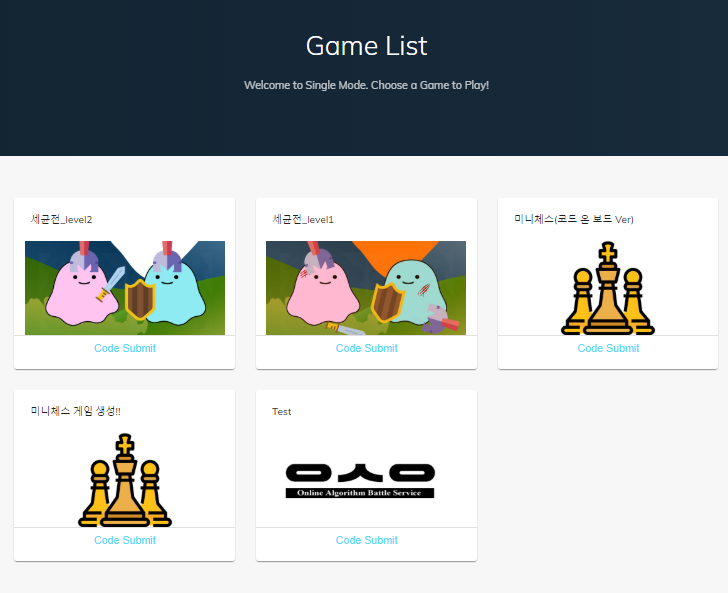 Game List
Welcome to Single Mode. Choose a Game to Play!
세균전_level2
세균전_level1
미니체스(코드 온 보드 Ver)
Code Submit
Code Submit
Code Submit
미니체스 게임 생성!!
Test
ㅇㅅㅇ
Online Algorithm Battle Service
Code Submit
Code Submit